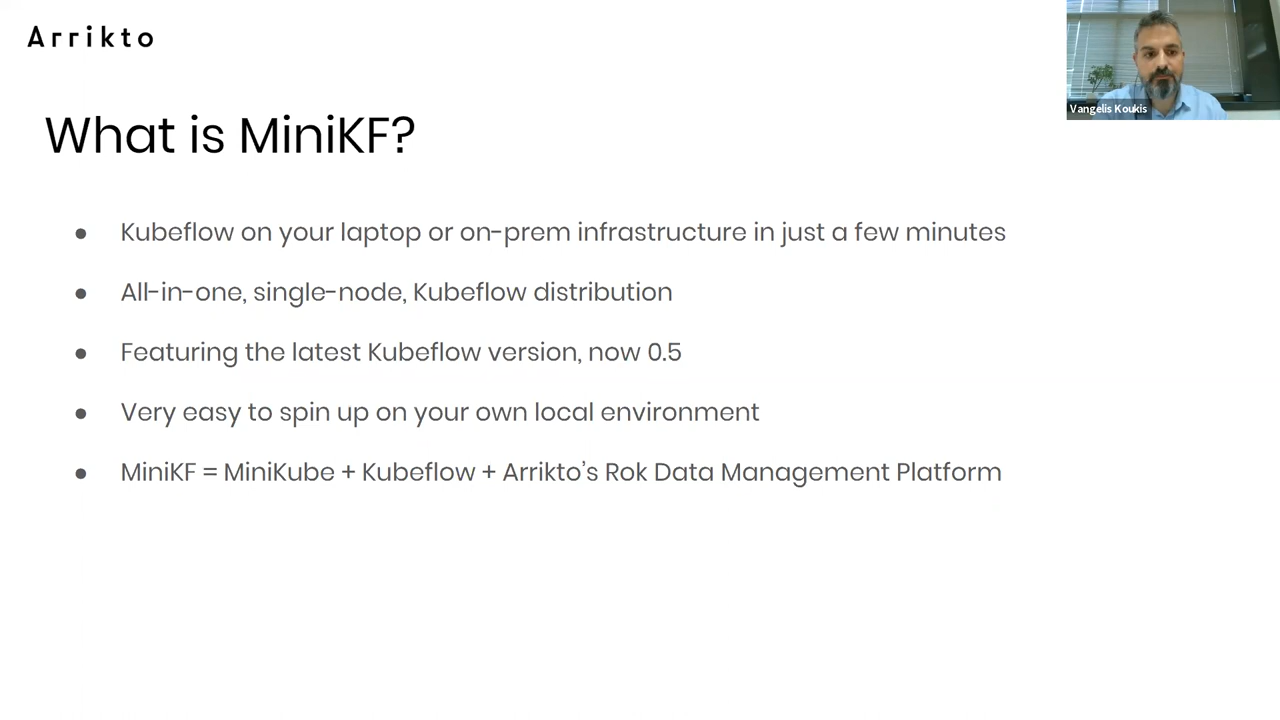 Arrikto
Vangelis Koukis
What is MiniKF?
● Kubeflow on your laptop or on-prem infrastructure in just a few minutes
● All-in-one, single-node, Kubeflow distribution
● Featuring the latest Kubeflow version, now 0.5
● Very easy to spin up on your own local environment
● MiniKF = MiniKube + Kubeflow + Arrikto’s Rok Data Management Platform